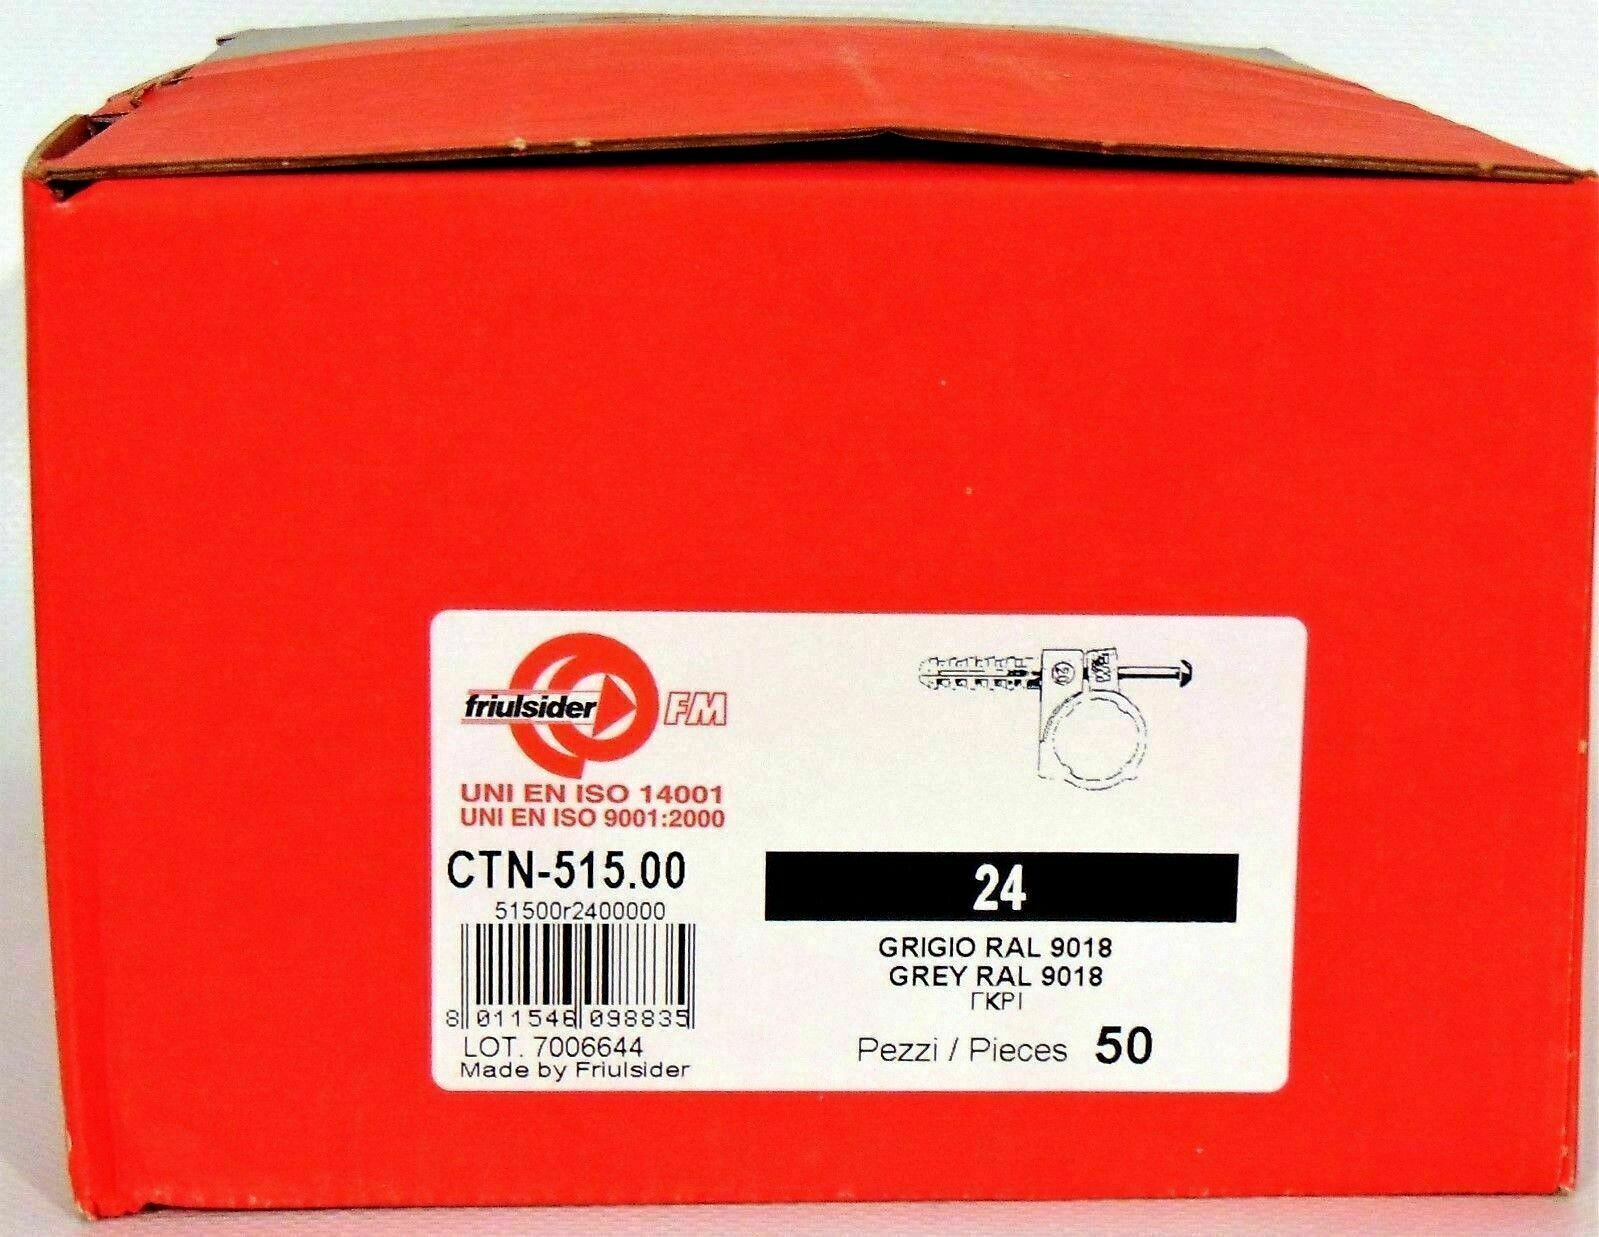 friulsider FM
UNI EN ISO 14001
UNI EN ISO 9001:2000
CTN-515.00
51500r2400000
8 011546 098835
LOT. 7006644
Made by Friulsider
20
24
GRIGIO RAL 9018
GREY RAL 9018
ΓΚΡΙ
Pezzi / Pieces 50